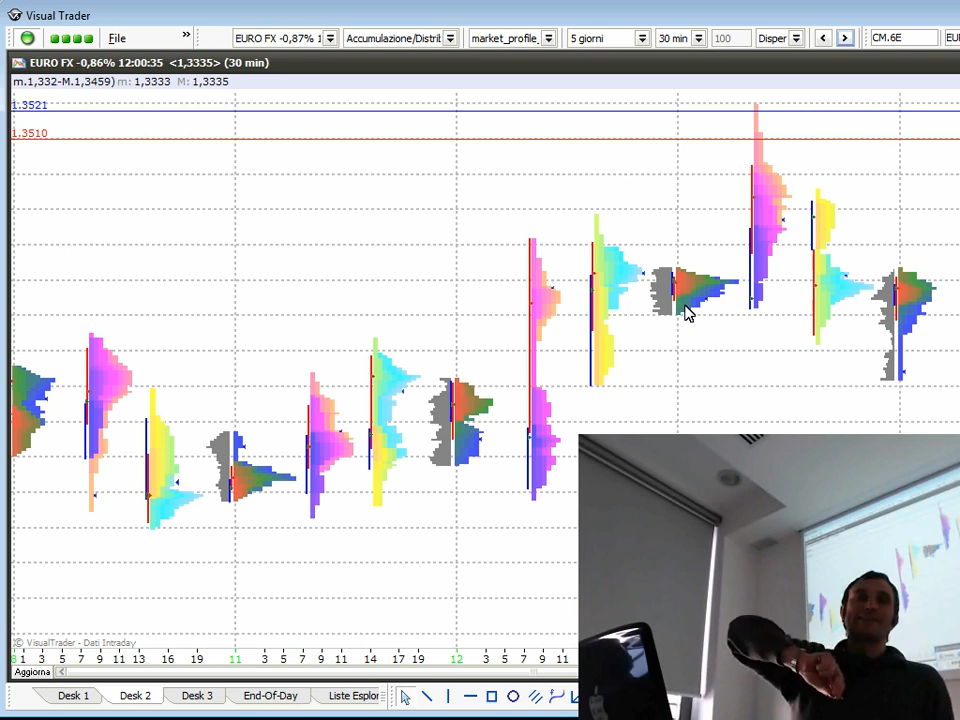 Visual Trader
File
»
EURO FX -0,87% 1
Accumulazione/Distrib
market_profile_
5 giorni
30 min
100
Disper
CM.6E
EUR
EURO FX -0,86% 12:00:35 <1,3335> (30 min)
m.1,332-M.1,3459) m: 1,3333 M: 1,3335
1.3521
1.3510
© VisualTrader - Dati Intraday
8 1 3 5 7 9 11 13 16 19 11 3 5 7 9 11 14 17 19 12 3 5 7 9 11
Aggiorna
Desk 1 Desk 2 Desk 3 End-Of-Day Liste Esplor